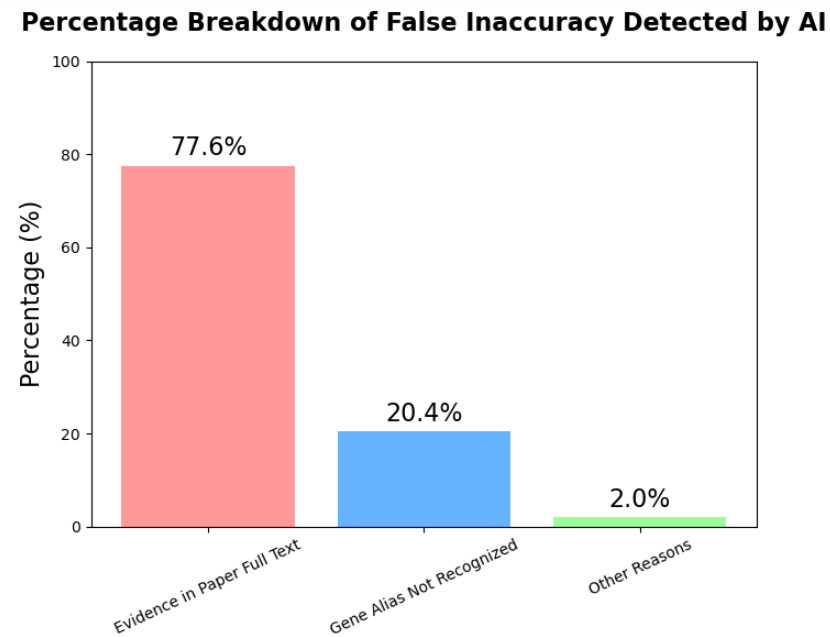 Percentage Breakdown of False Inaccuracy Detected by AI
100
80
60
40
20
0
Percentage (%)
77.6%
20.4%
2.0%
Evidence in Paper Full Text
Gene Alias Not Recognized
Other Reasons